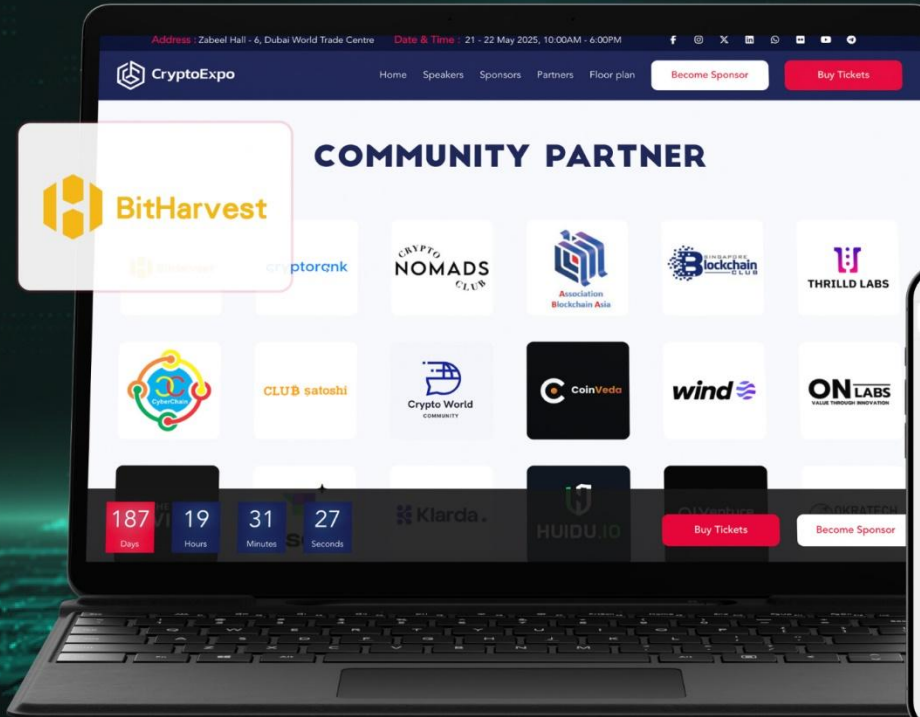 Address : Zabeel Hall - 6, Dubai World Trade Centre Date & Time : 21 - 22 May 2025, 10:00AM - 6:00PM
CryptoExpo Home Speakers Sponsors Partners Floor plan Become Sponsor Buy Tickets
COMMUNITY PARTNER
BitHarvest
cryptorank
CRYPTO
NOMADS
CLUB
Association
Blockchain Asia
SINGAPORE
Blockchain
CLUB
THRILLD LABS
CyberChain
CLUB satoshi
Crypto World
COMMUNITY
CoinVeda
wind
ON LABS
VALUE THROUGH INNOVATION
Klarda.
HUIDU.IO
187 19 31 27
Days Hours Minutes Seconds
Buy Tickets Become Sponsor